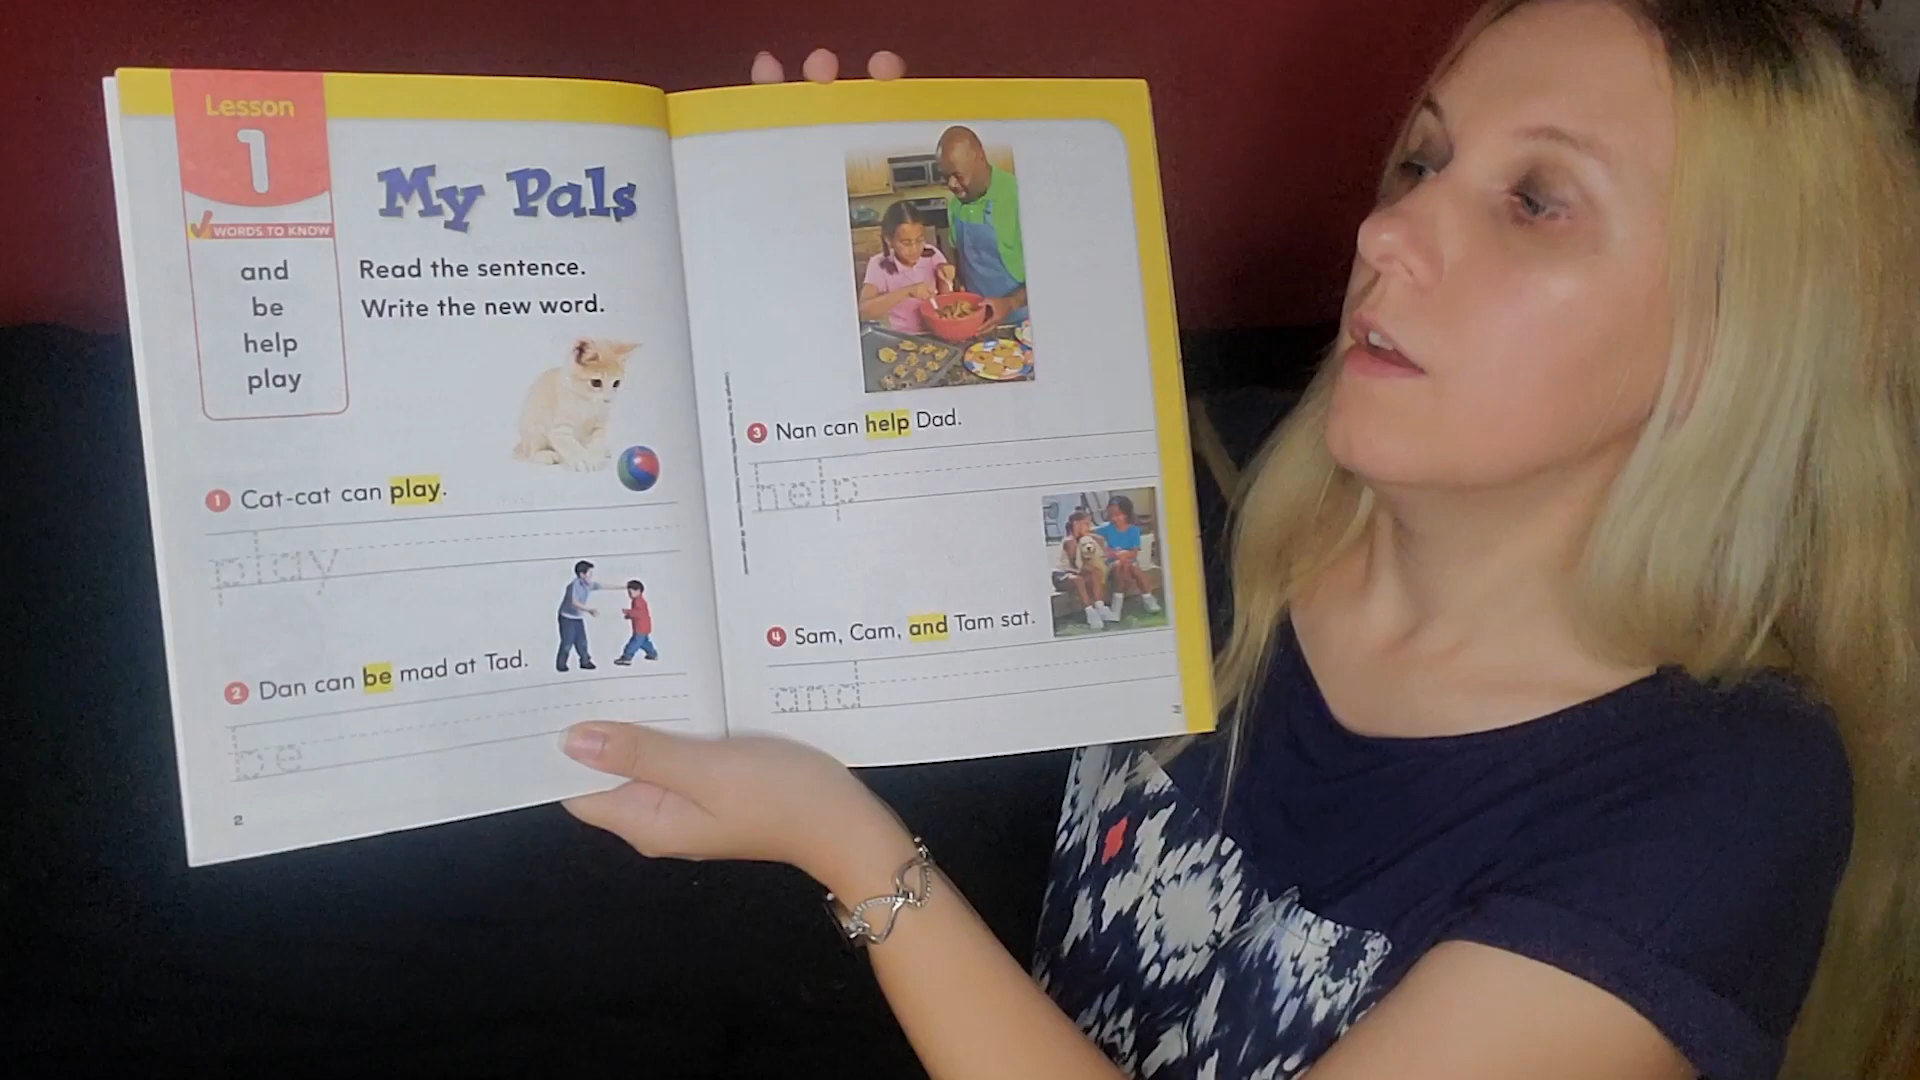 Lesson
1
WORDS TO KNOW
and
be
help
play
My Pals
Read the sentence.
Write the new word.
1 Cat-cat can play.
play
2 Dan can be mad at Tad.
be
2
3 Nan can help Dad.
help
4 Sam, Cam, and Tam sat.
and
3